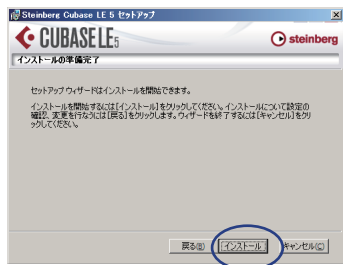 Steinberg Cubase LE 5 セットアップ
CUBASE LE5
steinberg
インストールの準備完了
セットアップ ウィザードはインストールを開始できます。
インストールを開始するには[インストール]をクリックしてください。インストールについて設定の
確認、変更を行なうには[戻る]をクリックします。ウィザードを終了するには[キャンセル]をクリ
ックしてください。
戻る(B)
インストール
キャンセル(C)